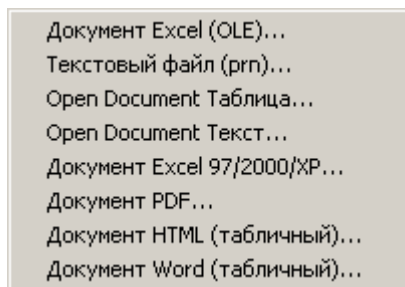 Документ Excel (OLE)...
Текстовый файл (prn)...
Open Document Таблица...
Open Document Текст...
Документ Excel 97/2000/XP...
Документ PDF...
Документ HTML (табличный)...
Документ Word (табличный)...